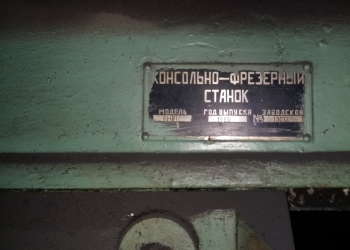 КОНСОЛЬНО-ФРЕЗЕРНЫЙ
СТАНОК
МОДЕЛЬ ГОД ВЫПУСКА ЗАВОДСКОЙ
№